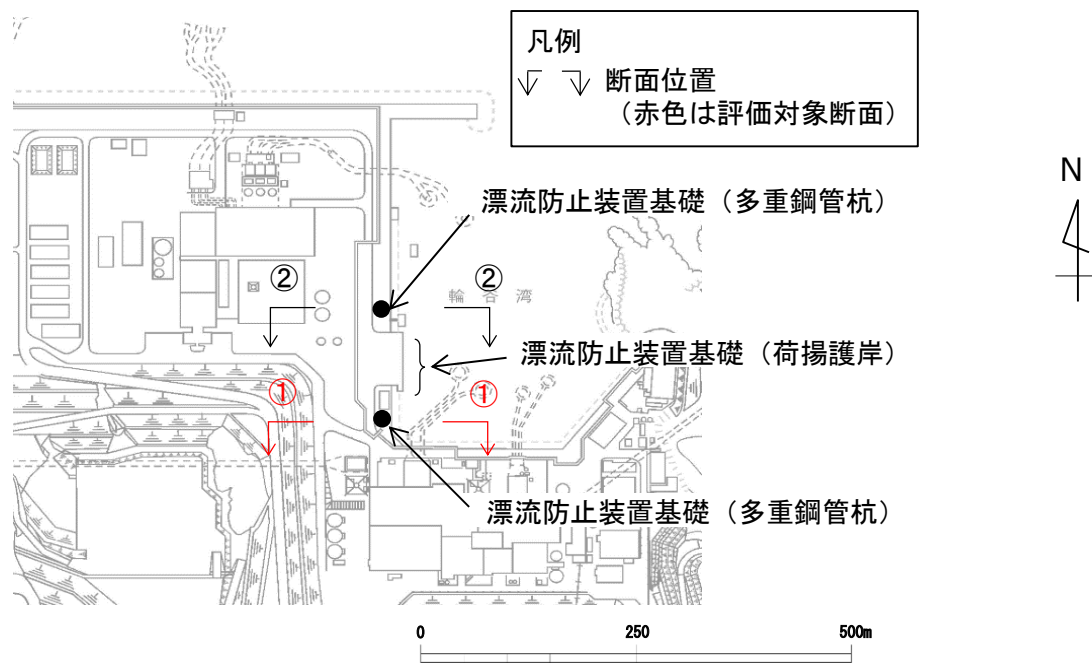 凡例
断面位置
(赤色は評価対象断面)
N
漂流防止装置基礎(多重鋼管杭)
② ②
輪谷湾
漂流防止装置基礎(荷揚護岸)
① ①
漂流防止装置基礎(多重鋼管杭)
0 250 500m